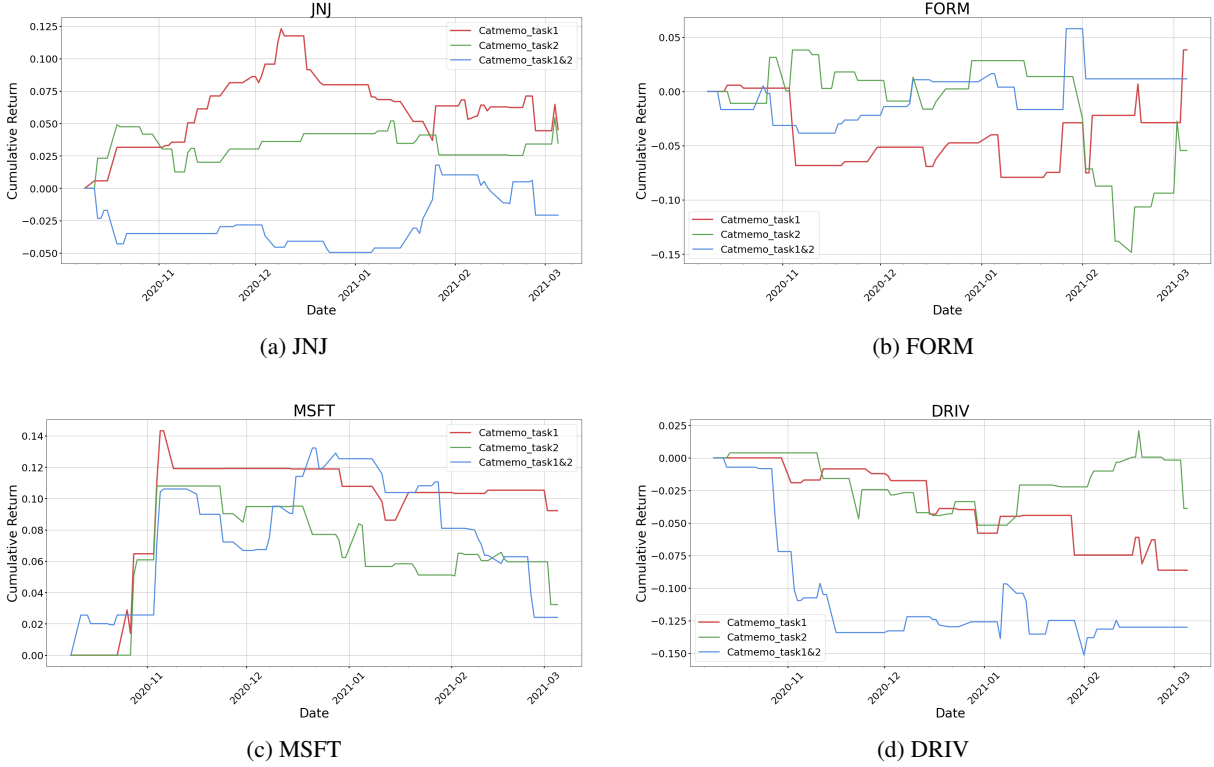 JNJ
Catmemo_task1
Catmemo_task2
Catmemo_task1&2
Cumulative Return
0.125
0.100
0.075
0.050
0.025
0.000
−0.025
−0.050
2020-11
2020-12
2021-01
2021-02
2021-03
Date
(a) JNJ
FORM
Catmemo_task1
Catmemo_task2
Catmemo_task1&2
Cumulative Return
0.05
0.00
−0.05
−0.10
−0.15
2020-11
2020-12
2021-01
2021-02
2021-03
Date
(b) FORM
MSFT
Catmemo_task1
Catmemo_task2
Catmemo_task1&2
Cumulative Return
0.14
0.12
0.10
0.08
0.06
0.04
0.02
0.00
2020-11
2020-12
2021-01
2021-02
2021-03
Date
(c) MSFT
DRIV
Catmemo_task1
Catmemo_task2
Catmemo_task1&2
Cumulative Return
0.025
0.000
−0.025
−0.050
−0.075
−0.100
−0.125
−0.150
2020-11
2020-12
2021-01
2021-02
2021-03
Date
(d) DRIV